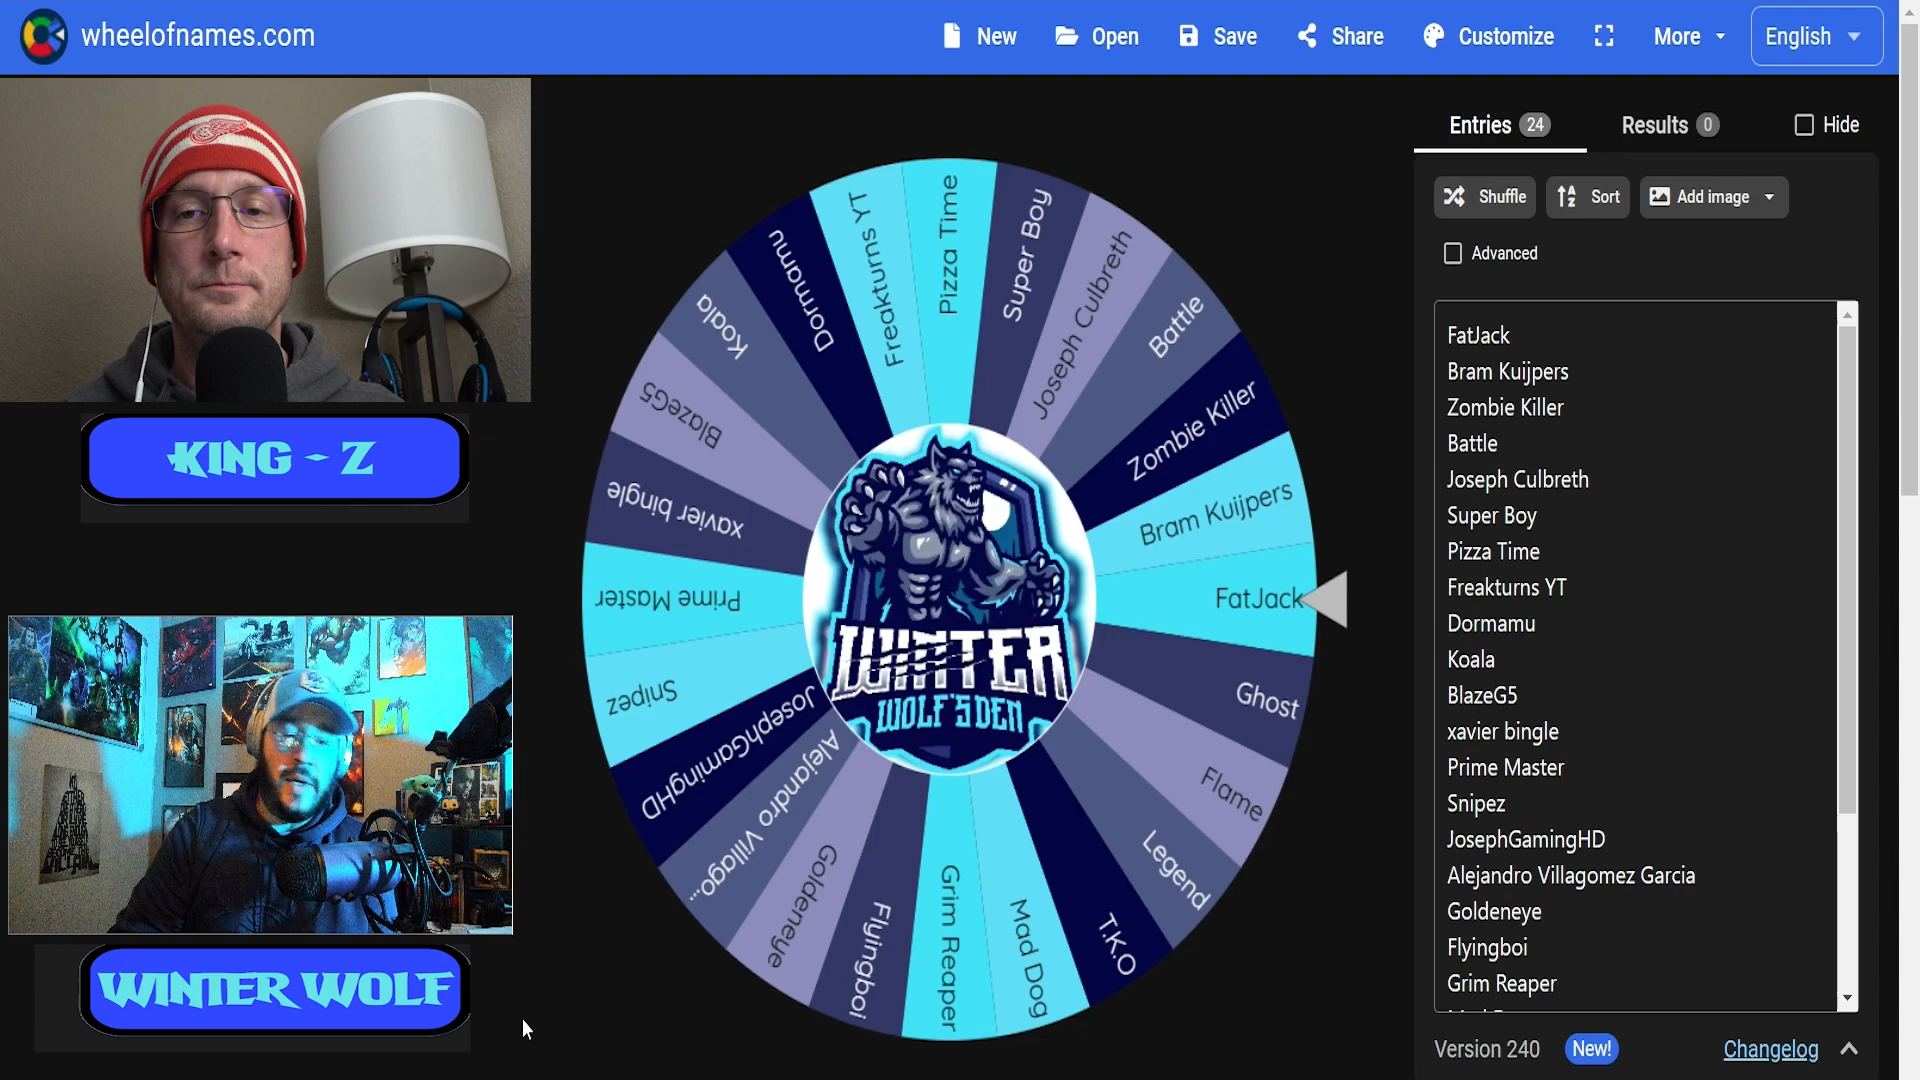 wheelofnames.com
New
Open
Save
Share
Customize
More
English
Entries 24
Results 0
Hide
Shuffle
Sort
Add image
Advanced
FatJack
Bram Kuijpers
Zombie Killer
Battle
Joseph Culbreth
Super Boy
Pizza Time
Freakturns YT
Dormamu
Koala
BlazeG5
xavier bingle
Prime Master
Snipez
JosephGamingHD
Alejandro Villagomez Garcia
Goldeneye
Flyingboi
Grim Reaper
Version 240
New!
Changelog
KING - Z
WINTER WOLF
Pizza Time
Super Boy
Joseph Culbreth
Battle
Zombie Killer
Bram Kuijpers
FatJack
Ghost
Flame
Legend
T.K.O
Mad Dog
Grim Reaper
Flyingboi
Goldeneye
Alejandro Villago...
JosephGamingHD
Snipez
Prime Master
xavier bingle
BlazeG5
Koala
Dormamu
Freakturns YT
WINTER
WOLF'S DEN